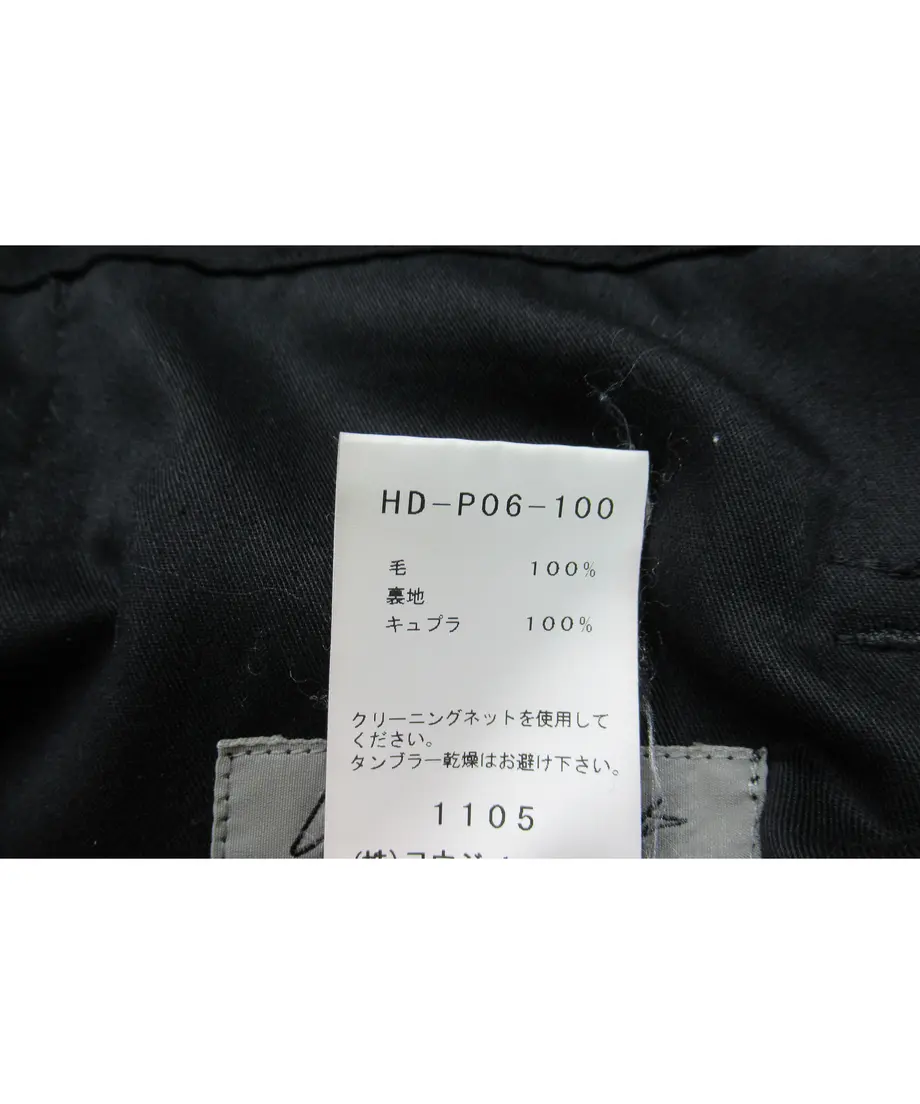 HD-P06-100
毛 100%
裏地
キュプラ 100%
クリーニングネットを使用して
ください。
タンブラー乾燥はお避け下さい。
1105